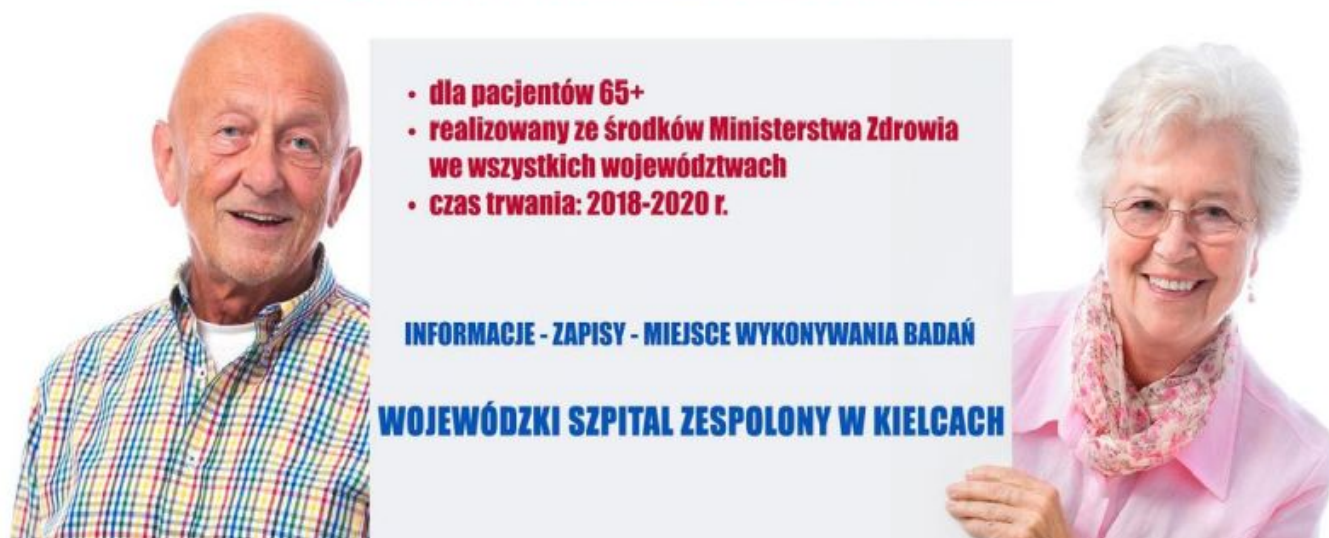 • dla pacjentów 65+
• realizowany ze środków Ministerstwa Zdrowia
we wszystkich województwach
• czas trwania: 2018-2020 r.
INFORMACJE - ZAPISY - MIEJSCE WYKONYWANIA BADAŃ
WOJEWÓDZKI SZPITAL ZESPOLONY W KIELCACH